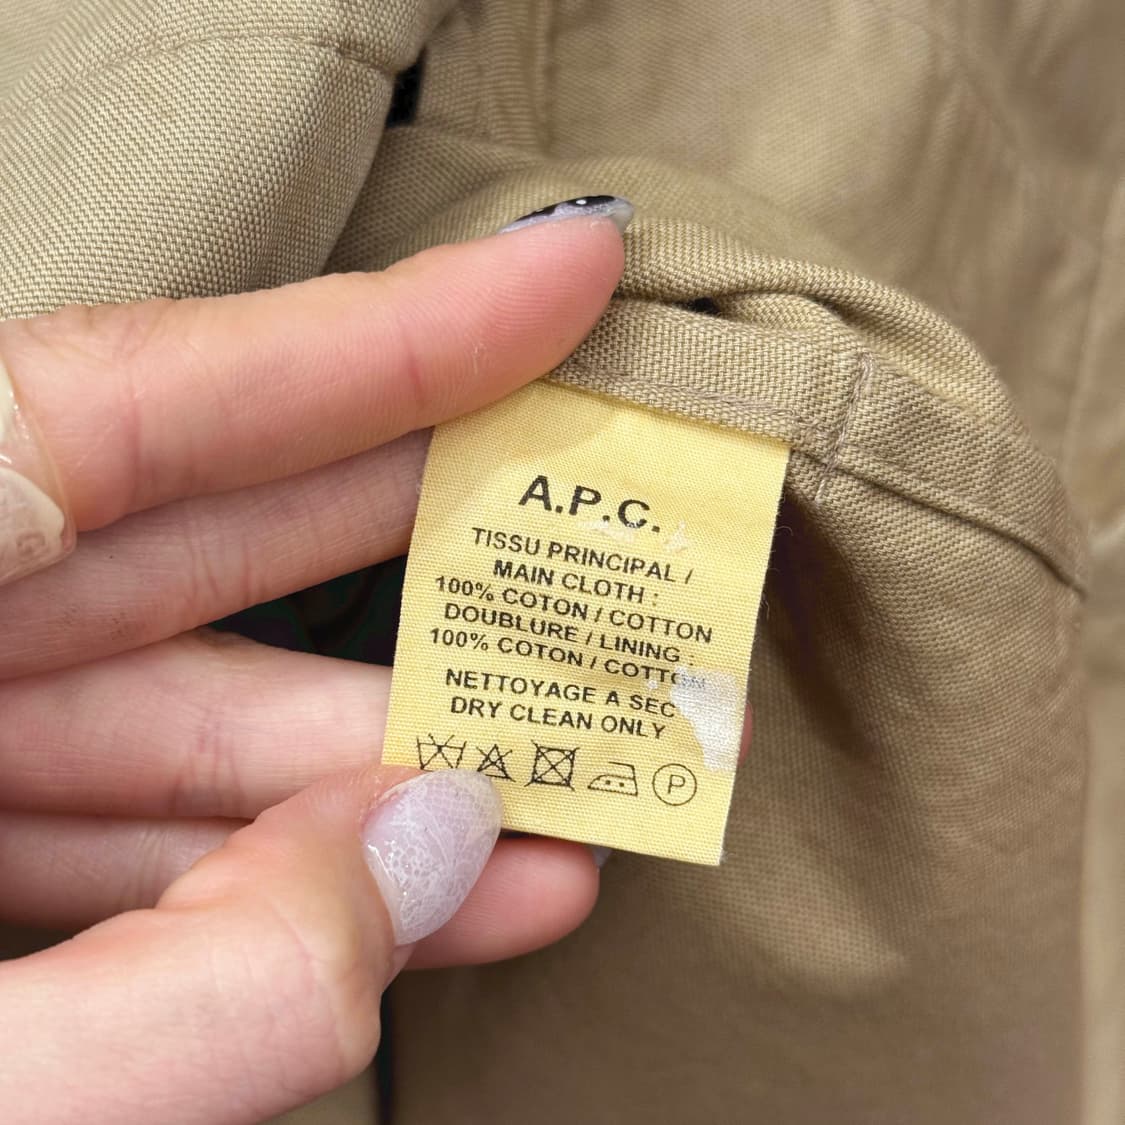 A.P.C.
TISSU PRINCIPAL /
MAIN CLOTH :
100% COTON / COTTON
DOUBLURE / LINING :
100% COTON / COTTON
NETTOYAGE A SEC
DRY CLEAN ONLY
P